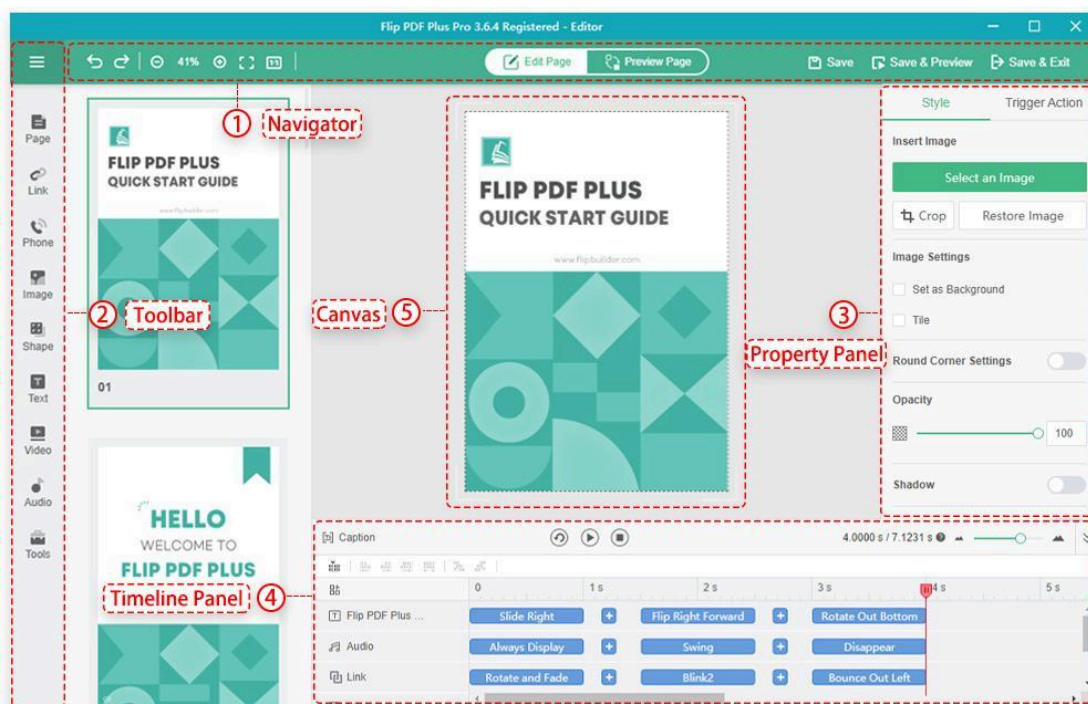 Flip PDF Plus Pro 3.6.4 Registered - Editor
41% 1:1 Edit Page Preview Page Save Save & Preview Save & Exit
1 Navigator
Page
Link
Phone
Image
Shape
Text
Video
Audio
Tools
2 Toolbar
FLIP PDF PLUS
QUICK START GUIDE
www.flipbuilder.com
01
HELLO
WELCOME TO
FLIP PDF PLUS
Canvas 5
FLIP PDF PLUS
QUICK START GUIDE
www.flipbuilder.com
3
Property Panel
Style Trigger Action
Insert Image
Select an Image
Crop Restore Image
Image Settings
Set as Background
Tile
Round Corner Settings
Opacity
100
Shadow
Timeline Panel 4
Caption 4.0000 s / 7.1231 s
0 1 s 2 s 3 s 4 s 5 s
Flip PDF Plus ... Slide Right + Flip Right Forward + Rotate Out Bottom
Audio Always Display + Swing + Disappear
Link Rotate and Fade + Blink2 + Bounce Out Left